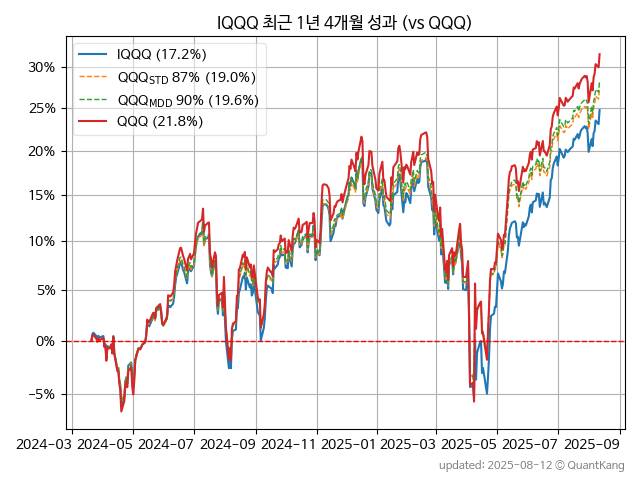 IQQQ 최근 1년 4개월 성과 (vs QQQ)
IQQQ (17.2%)
QQQSTD 87% (19.0%)
QQQMDD 90% (19.6%)
QQQ (21.8%)
30%
25%
20%
15%
10%
5%
0%
−5%
2024−03 2024−05 2024−07 2024−09 2024−11 2025−01 2025−03 2025−05 2025−07 2025−09
updated: 2025-08-12 ⓒ QuantKang